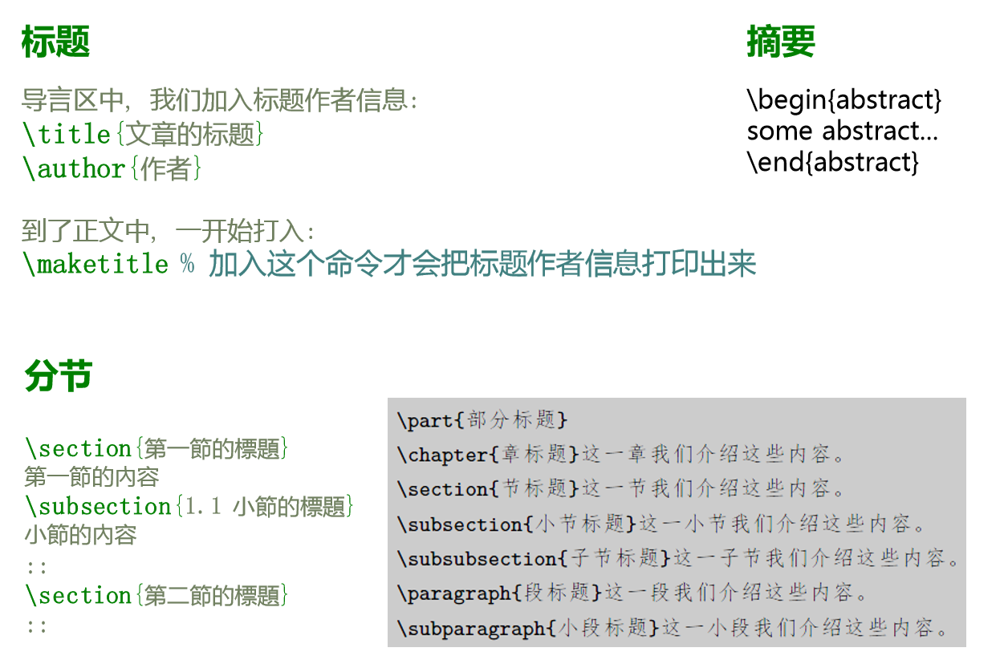 标题
导言区中，我们加入标题作者信息：
\title{文章的标题}
\author{作者}
到了正文中，一开始打入：
\maketitle % 加入这个命令才会把标题作者信息打印出来
摘要
\begin{abstract}
some abstract...
\end{abstract}
分节
\section{第一節的標題}
第一節的內容
\subsection{1.1 小節的標題}
小節的內容
::
\section{第二節的標題}
::
\part{部分标题}
\chapter{章标题}这一章我们介绍这些内容。
\section{节标题}这一节我们介绍这些内容。
\subsection{小节标题}这一小节我们介绍这些内容。
\subsubsection{子节标题}这一子节我们介绍这些内容。
\paragraph{段标题}这一段我们介绍这些内容。
\subparagraph{小段标题}这一小段我们介绍这些内容。